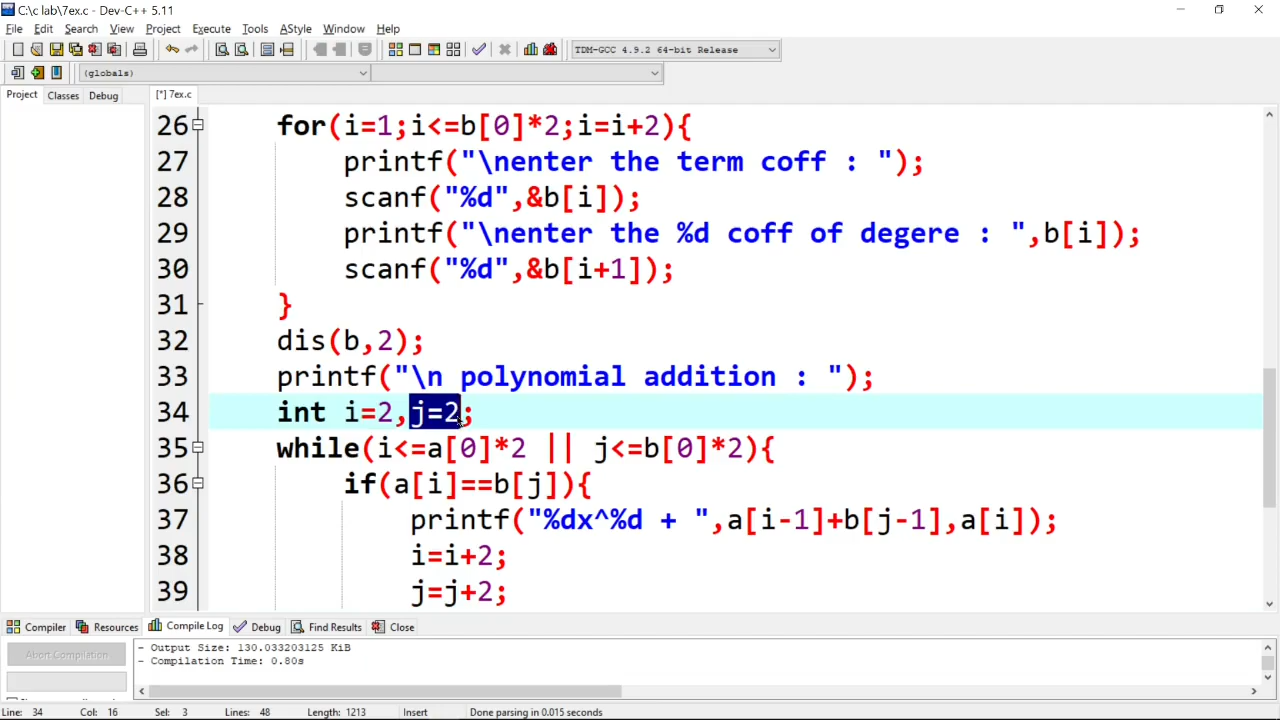 C:\c lab\7ex.c - Dev-C++ 5.11
File Edit Search View Project Execute Tools AStyle Window Help
TDM-GCC 4.9.2 64-bit Release
(globals)
Project Classes Debug [*] 7ex.c
26 for(i=1;i<=b[0]*2;i=i+2){
27 printf("\nenter the term coff : ");
28 scanf("%d",&b[i]);
29 printf("\nenter the %d coff of degere : ",b[i]);
30 scanf("%d",&b[i+1]);
31 }
32 dis(b,2);
33 printf("\n polynomial addition : ");
34 int i=2,j=2;
35 while(i<=a[0]*2 || j<=b[0]*2){
36 if(a[i]==b[j]){
37 printf("%dx^%d + ",a[i-1]+b[j-1],a[i]);
38 i=i+2;
39 j=j+2;
Compiler Resources Compile Log Debug Find Results Close
Abort Compilation
- Output Size: 130.033203125 KiB
- Compilation Time: 0.80s
Line: 34 Col: 16 Sel: 3 Lines: 48 Length: 1213 Insert Done parsing in 0.015 seconds